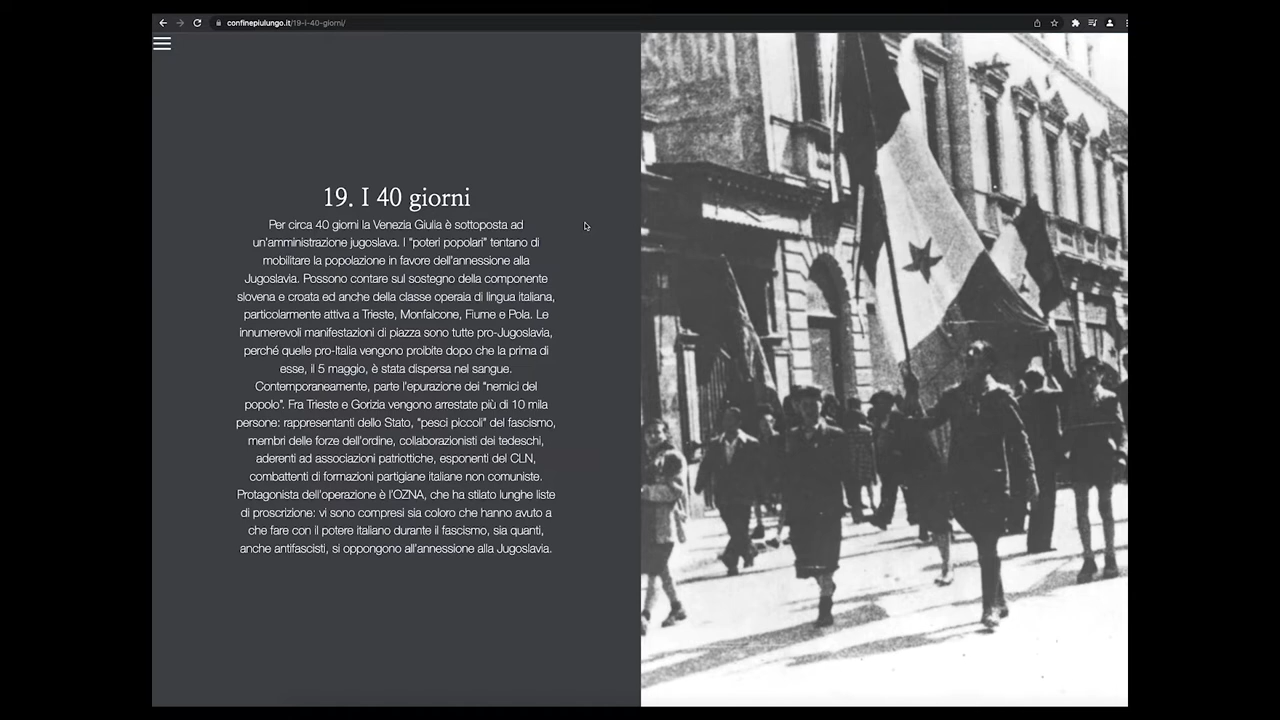 confinepiulungo.it/19-i-40-giorni/
19. I 40 giorni
Per circa 40 giorni la Venezia Giulia è sottoposta ad
un'amministrazione jugoslava. I "poteri popolari" tentano di
mobilitare la popolazione in favore dell'annessione alla
Jugoslavia. Possono contare sul sostegno della componente
slovena e croata ed anche della classe operaia di lingua italiana,
particolarmente attiva a Trieste, Monfalcone, Fiume e Pola. Le
innumerevoli manifestazioni di piazza sono tutte pro-Jugoslavia,
perché quelle pro-Italia vengono proibite dopo che la prima di
esse, il 5 maggio, è stata dispersa nel sangue.
Contemporaneamente, parte l'epurazione dei "nemici del
popolo". Fra Trieste e Gorizia vengono arrestate più di 10 mila
persone: rappresentanti dello Stato, "pesci piccoli" del fascismo,
membri delle forze dell'ordine, collaborazionisti dei tedeschi,
aderenti ad associazioni patriottiche, esponenti del CLN,
combattenti di formazioni partigiane italiane non comuniste.
Protagonista dell'operazione è l'OZNA, che ha stilato lunghe liste
di proscrizione: vi sono compresi sia coloro che hanno avuto a
che fare con il potere italiano durante il fascismo, sia quanti,
anche antifascisti, si oppongono all'annessione alla Jugoslavia.